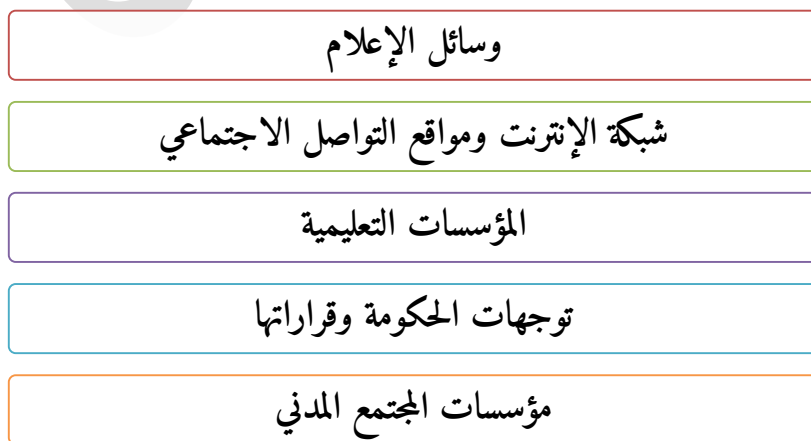 وسائل الإعلام
شبكة الإنترنت ومواقع التواصل الاجتماعي
المؤسسات التعليمية
توجهات الحكومة وقراراتها
مؤسسات المجتمع المدني